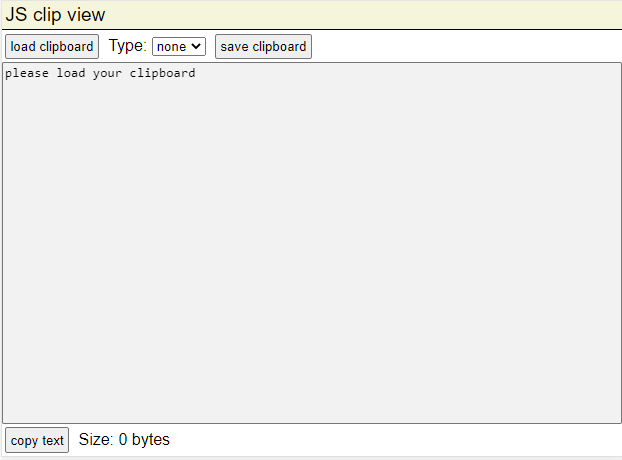 JS clip view
load clipboard Type: none save clipboard
please load your clipboard
copy text Size: 0 bytes